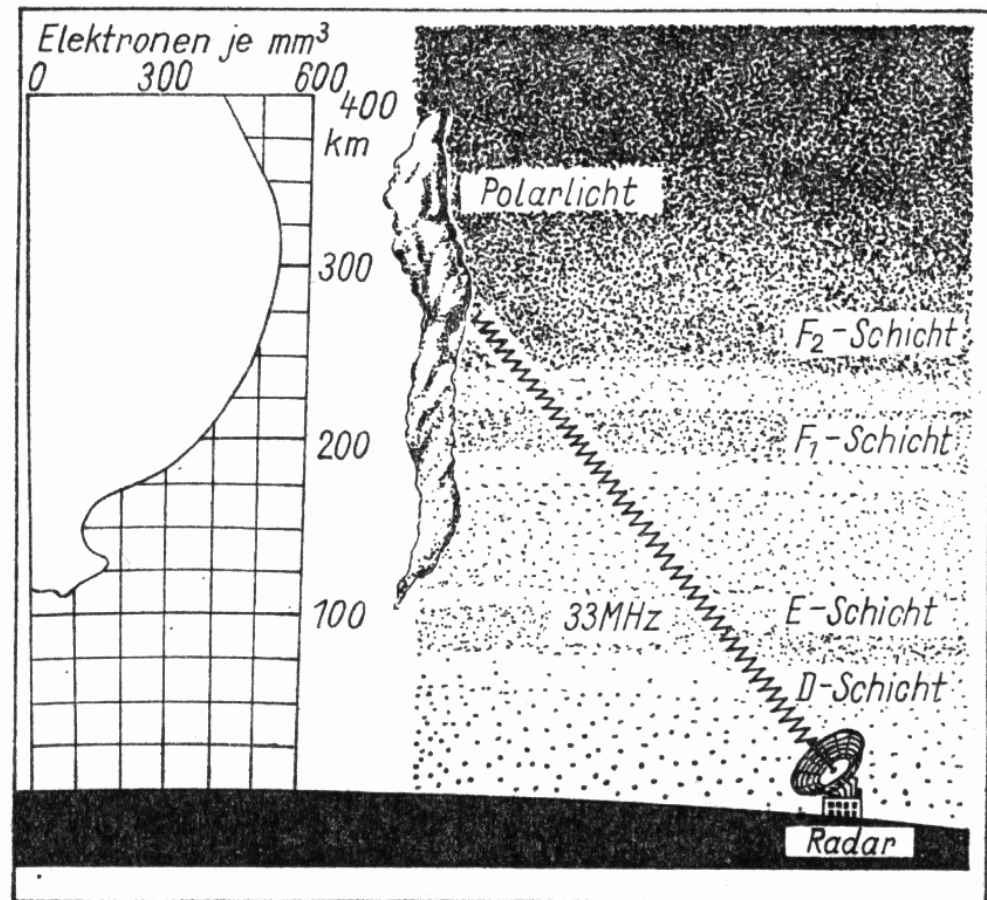 Elektronen je mm³
0 300 600
400
km
Polarlicht
300
F₂-Schicht
200
F₁-Schicht
100
33MHz
E-Schicht
D-Schicht
Radar